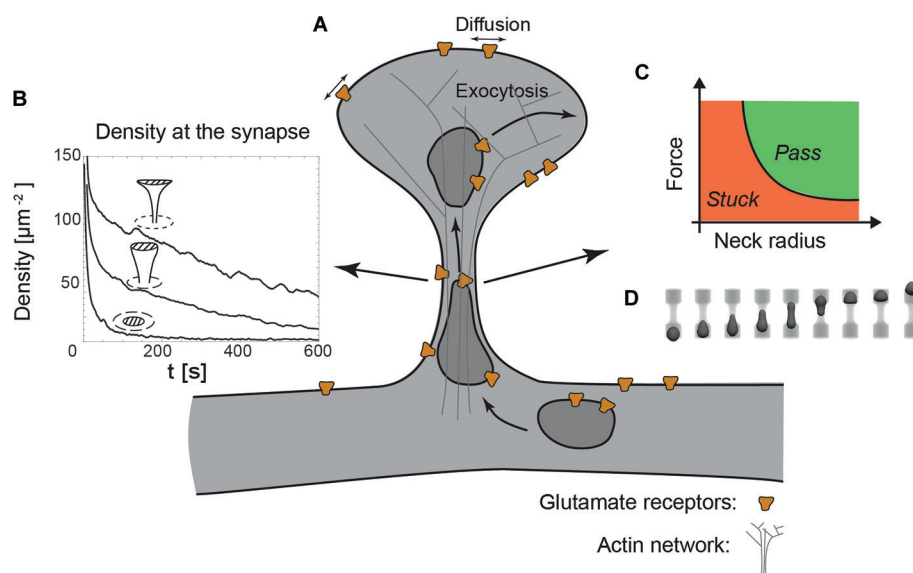 A
Diffusion
Exocytosis
B
Density at the synapse
Density [µm⁻²]
150
100
50
0
200
400
600
t [s]
C
Force
Pass
Stuck
Neck radius
D
Glutamate receptors:
Actin network: